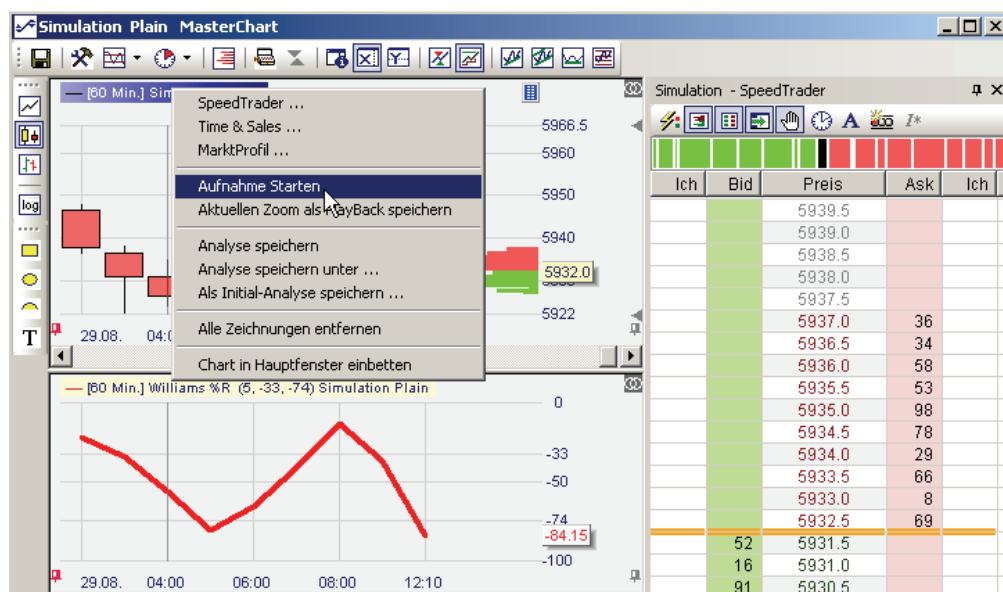 Simulation Plain MasterChart
[60 Min.] Sim
SpeedTrader ...
Time & Sales ...
MarktProfil ...
Aufnahme Starten
Aktuellen Zoom als PlayBack speichern
Analyse speichern
Analyse speichern unter ...
Als Initial-Analyse speichern ...
Alle Zeichnungen entfernen
Chart in Hauptfenster einbetten
log
T
5966.5
5960
5950
5940
5932.0
5922
29.08. 04:0
[60 Min.] Williams %R (5, -33, -74) Simulation Plain
0
-33
-50
-74
-84.15
-100
29.08. 04:00 06:00 08:00 12:10
Simulation - SpeedTrader
A I*
Ich Bid Preis Ask Ich
5939.5
5939.0
5938.5
5938.0
5937.5
5937.0 36
5936.5 34
5936.0 58
5935.5 53
5935.0 98
5934.5 78
5934.0 29
5933.5 66
5933.0 8
5932.5 69
52 5931.5
16 5931.0
91 5930.5